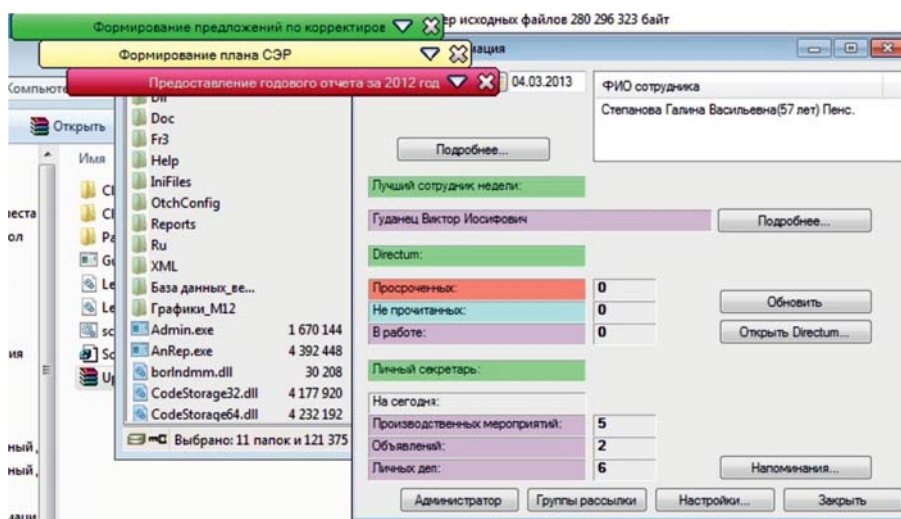 Формирование предложений по корректиров
ер исходных файлов 280 296 323 байт
Формирование плана СЭР
мация
Предоставление годового отчета за 2012 год
04.03.2013
ФИО сотрудника
Степанова Галина Васильевна(57 лет) Пенс.
Компьюте
Открыть
Имя
Doc
Fr3
Help
IniFiles
OtchConfig
Reports
Ru
XML
База данных_ве...
Графики_M12
Admin.exe 1 670 144
AnRep.exe 4 392 448
borlndmm.dll 30 208
CodeStorage32.dll 4 177 920
CodeStorage64.dll 4 232 192
Выбрано: 11 папок и 121 375
Подробнее...
Лучший сотрудник недели:
Гуданец Виктор Иосифович
Подробнее...
Directum:
Просроченных: 0
Не прочитанных: 0
Обновить
В работе: 0
Открыть Directum...
Личный секретарь:
На сегодня:
Производственных мероприятий: 5
Объявлений: 2
Личных дел: 6
Напоминания...
Администратор
Группы рассылки
Настройки...
Закрыть